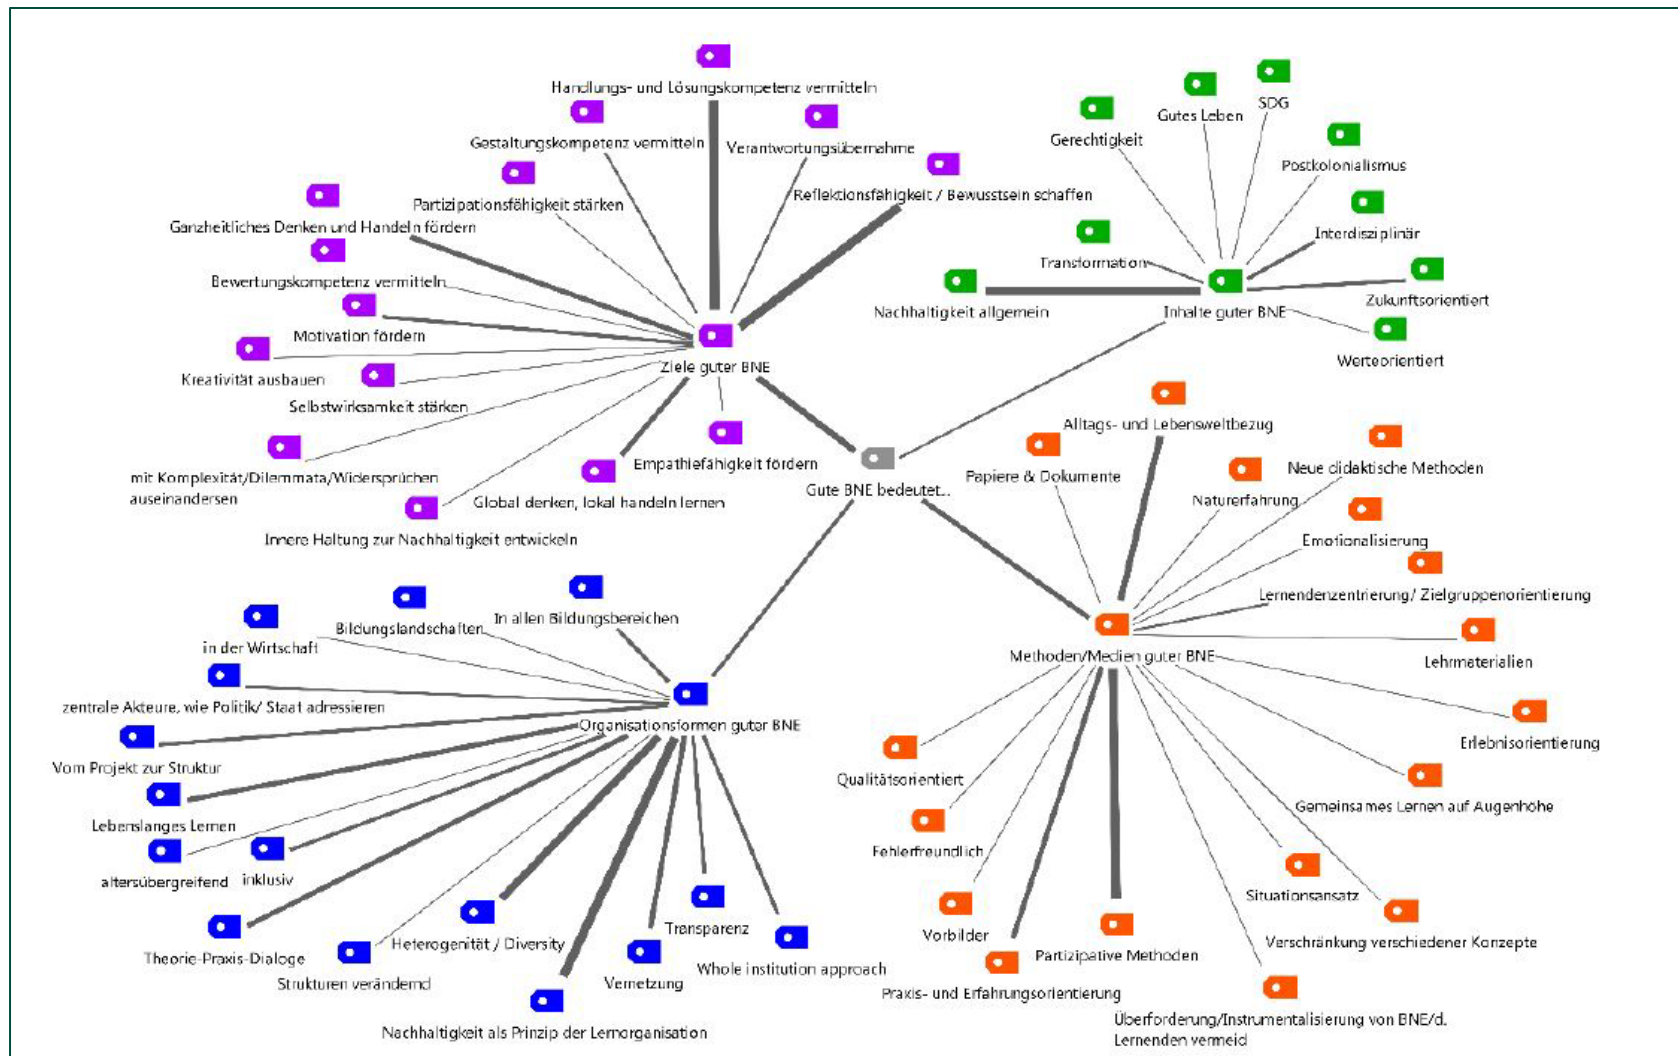 Handlungs- und Lösungskompetenz vermitteln
Gestaltungskompetenz vermitteln
Verantwortungsübernahme
Partizipationsfähigkeit stärken
Reflektionsfähigkeit / Bewusstsein schaffen
Ganzheitliches Denken und Handeln fördern
Bewertungskompetenz vermitteln
Motivation fördern
Kreativität ausbauen
Selbstwirksamkeit stärken
Ziele guter BNE
mit Komplexität/Dilemmata/Widersprüchen
auseinandersen
Empathiefähigkeit fördern
Global denken, lokal handeln lernen
Innere Haltung zur Nachhaltigkeit entwickeln
SDG
Gutes Leben
Gerechtigkeit
Postkolonialismus
Interdisziplinär
Transformation
Zukunftsorientiert
Nachhaltigkeit allgemein
Inhalte guter BNE
Werteorientiert
Gute BNE bedeutet...
Alltags- und Lebensweltbezug
Papiere & Dokumente
Neue didaktische Methoden
Naturerfahrung
Emotionalisierung
Lernendenzentrierung/ Zielgruppenorientierung
Methoden/Medien guter BNE
Lehrmaterialien
Erlebnisorientierung
Qualitätsorientiert
Gemeinsames Lernen auf Augenhöhe
Fehlerfreundlich
Situationsansatz
Vorbilder
Partizipative Methoden
Verschränkung verschiedener Konzepte
Praxis- und Erfahrungsorientierung
Überforderung/Instrumentalisierung von BNE/d.
Lernenden vermeid
In allen Bildungsbereichen
Bildungslandschaften
in der Wirtschaft
zentrale Akteure, wie Politik/ Staat adressieren
Organisationsformen guter BNE
Vom Projekt zur Struktur
Lebenslanges Lernen
altersübergreifend
inklusiv
Theorie-Praxis-Dialoge
Strukturen verändernd
Heterogenität / Diversity
Transparenz
Vernetzung
Whole institution approach
Nachhaltigkeit als Prinzip der Lernorganisation